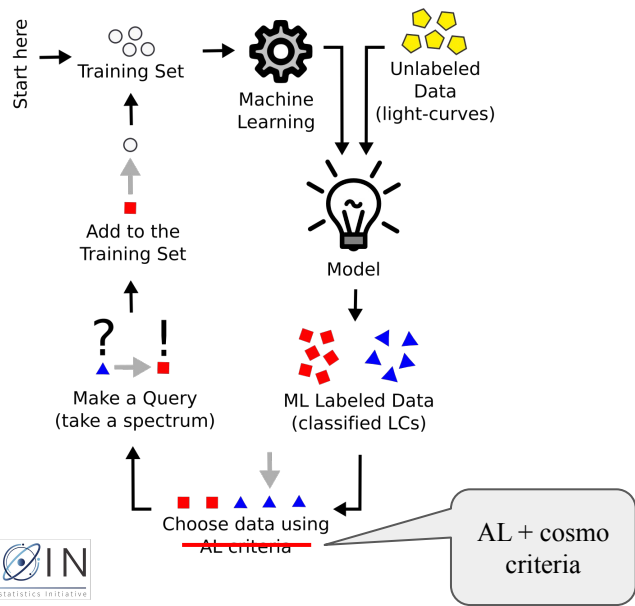 Start here
Training Set
Machine
Learning
Unlabeled
Data
(light-curves)
Add to the
Training Set
Model
? !
Make a Query
(take a spectrum)
ML Labeled Data
(classified LCs)
Choose data using
AL criteria
AL + cosmo
criteria
IN
statistics Initiative